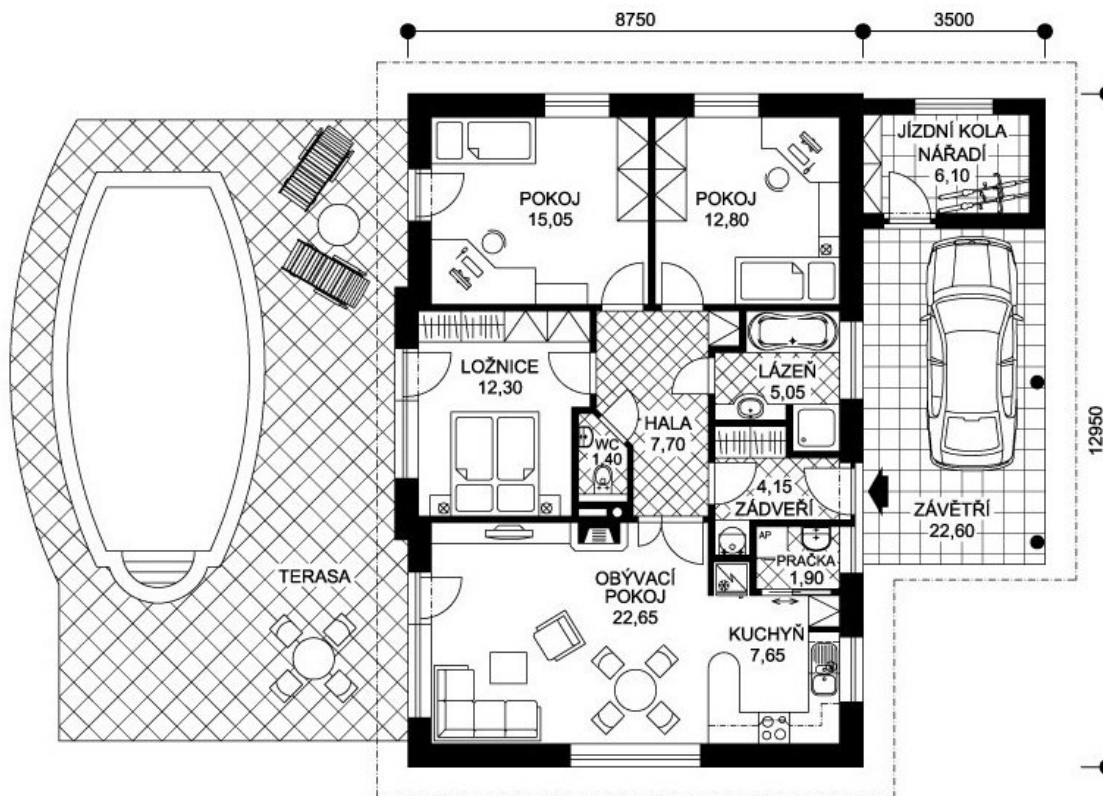 8750
3500
JÍZDNÍ KOLA
NÁŘADÍ
6,10
POKOJ
15,05
POKOJ
12,80
LOŽNICE
12,30
LÁZEŇ
5,05
HALA
7,70
WC
1,40
4,15
ZÁDVEŘÍ
ZÁVĚTŘÍ
22,60
12950
AP
PRAČKA
1,90
TERASA
OBÝVACÍ
POKOJ
22,65
KUCHYŇ
7,65